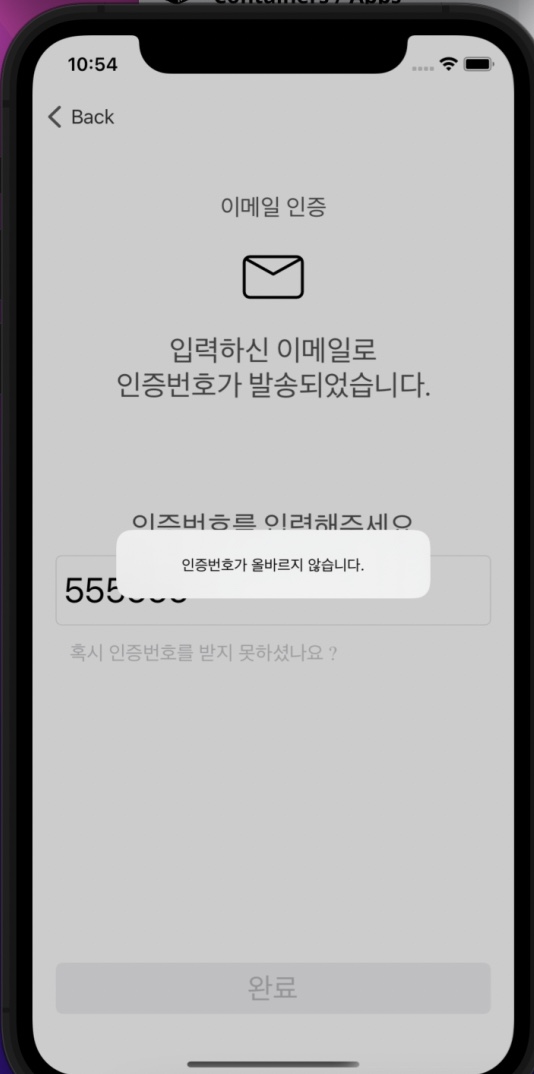 Containers / Apps
10:54
Back
이메일 인증
입력하신 이메일로
인증번호가 발송되었습니다.
인증번호를 입력해주세요
인증번호가 올바르지 않습니다.
혹시 인증번호를 받지 못하셨나요 ?
완료